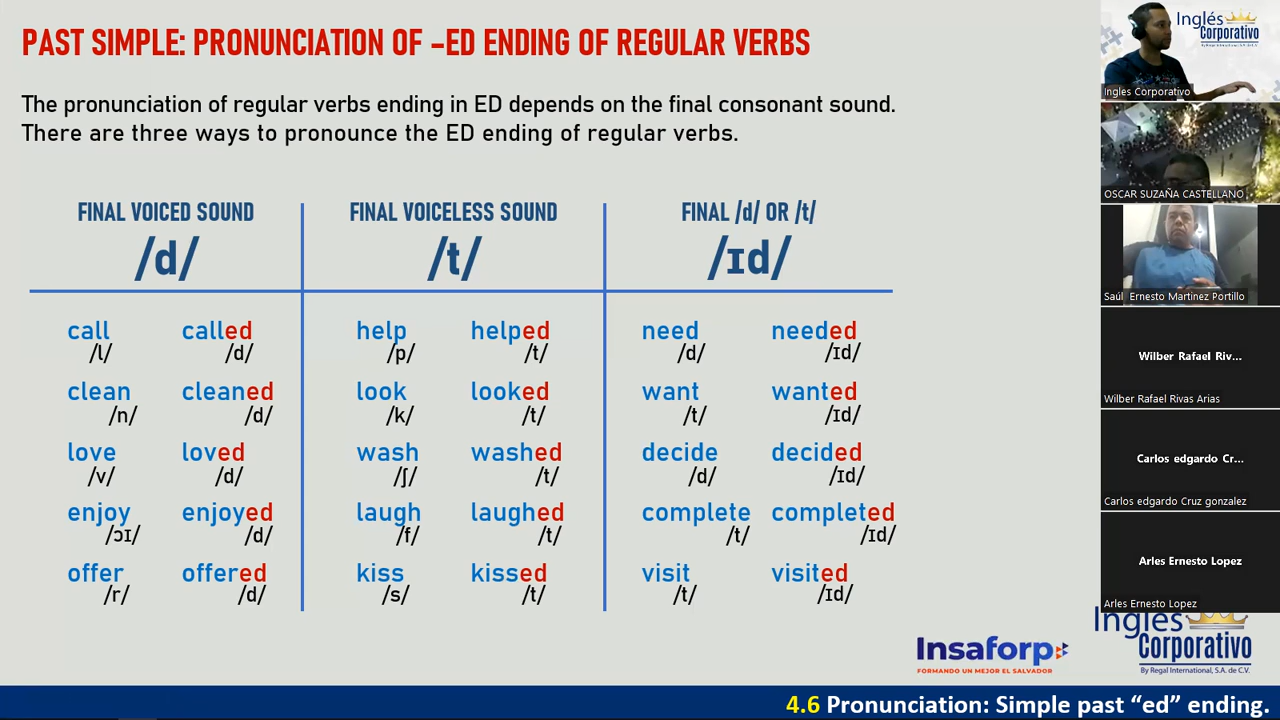 PAST SIMPLE: PRONUNCIATION OF –ED ENDING OF REGULAR VERBS
The pronunciation of regular verbs ending in ED depends on the final consonant sound.
There are three ways to pronounce the ED ending of regular verbs.
FINAL VOICED SOUND
/d/
call called
/l/ /d/
clean cleaned
/n/ /d/
love loved
/v/ /d/
enjoy enjoyed
/ɔɪ/ /d/
offer offered
/r/ /d/
FINAL VOICELESS SOUND
/t/
help helped
/p/ /t/
look looked
/k/ /t/
wash washed
/ʃ/ /t/
laugh laughed
/f/ /t/
kiss kissed
/s/ /t/
FINAL /d/ OR /t/
/ɪd/
need needed
/d/ /ɪd/
want wanted
/t/ /ɪd/
decide decided
/d/ /ɪd/
complete completed
/t/ /ɪd/
visit visited
/t/ /ɪd/
Inglés
Corporativo
By Regal International, S.A. de C.V.
Ingles Corporativo
OSCAR SUZAÑA CASTELLANO
Saúl Ernesto Martinez Portillo
Wilber Rafael Riv...
Wilber Rafael Rivas Arias
Carlos edgardo Cr...
Carlos edgardo Cruz gonzalez
Arles Ernesto Lopez
Arles Ernesto Lopez
Insaforp
FORMANDO UN MEJOR EL SALVADOR
Inglés
Corporativo
By Regal International, S.A. de C.V.
4.6 Pronunciation: Simple past “ed” ending.